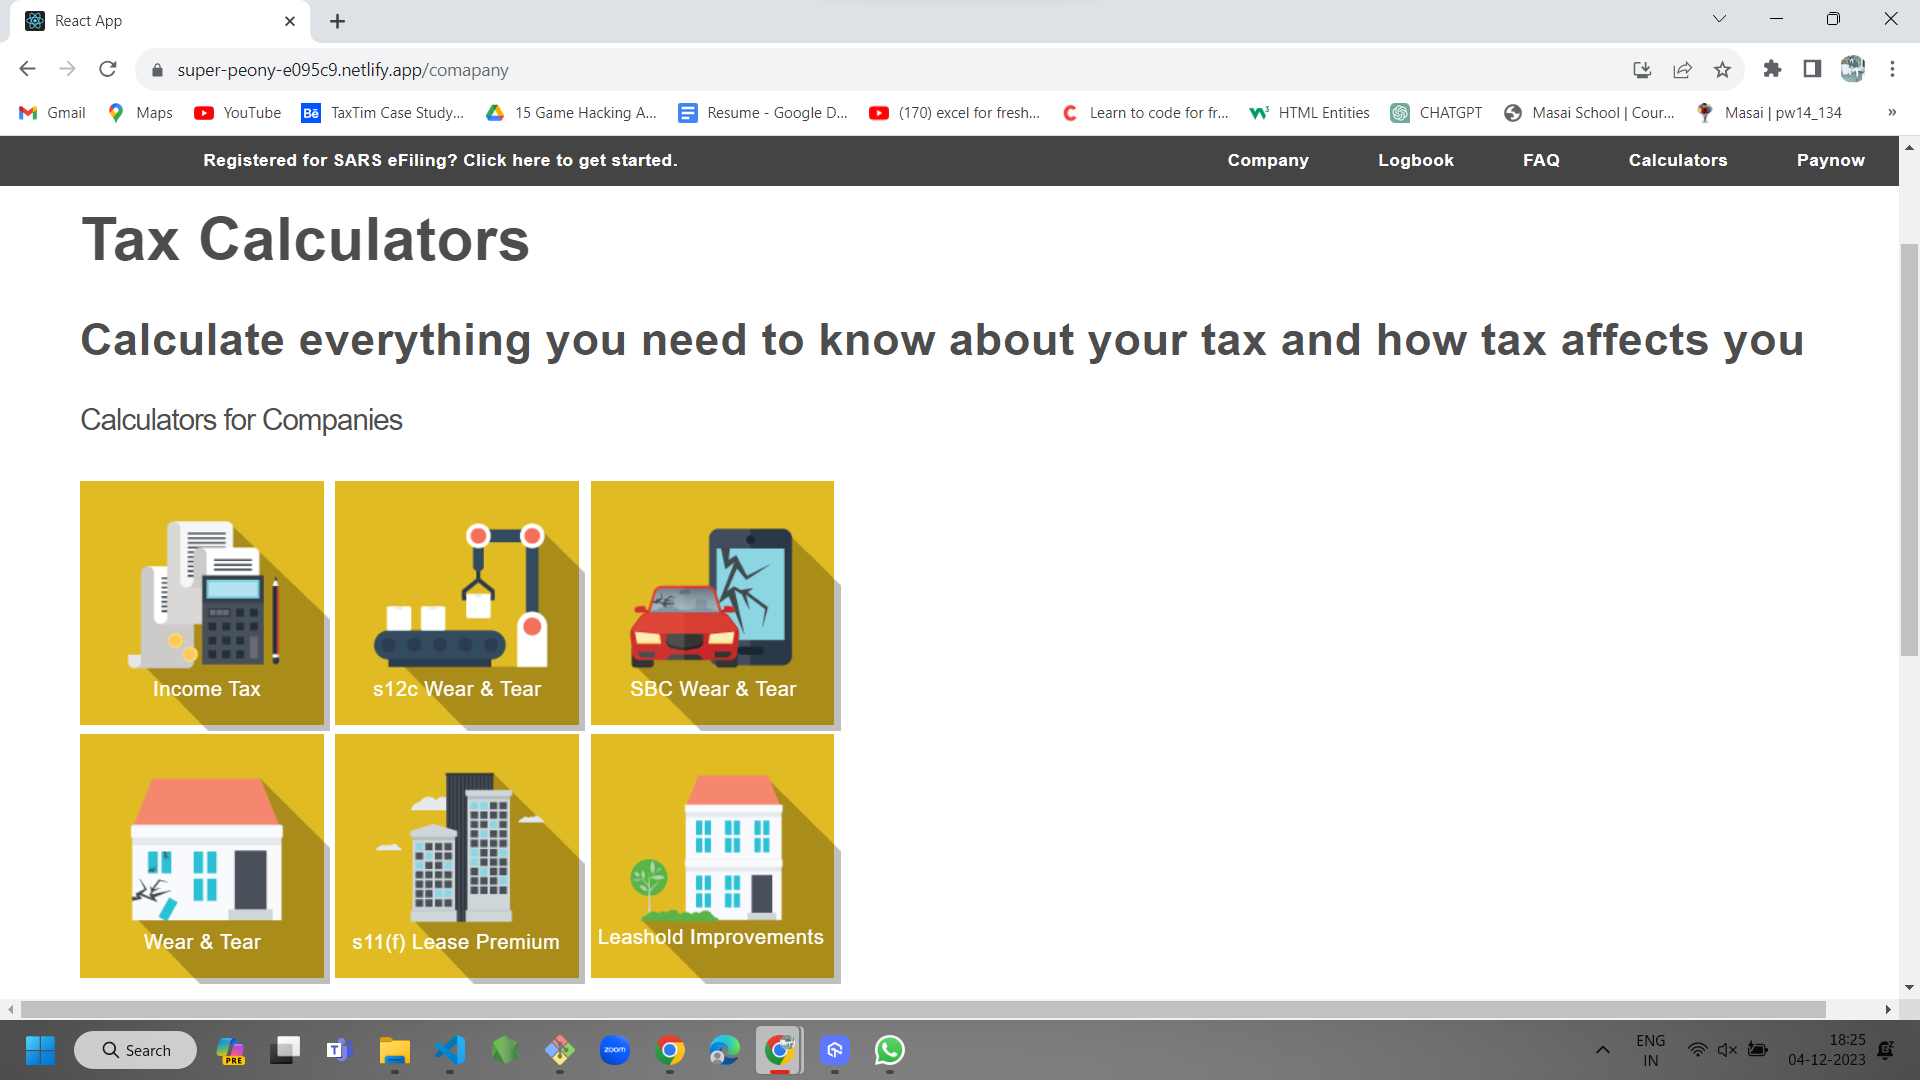 React App
super-peony-e095c9.netlify.app/comapany
Gmail Maps YouTube Bē TaxTim Case Study... 15 Game Hacking A... Resume - Google D... (170) excel for fresh... Learn to code for fr... HTML Entities CHATGPT Masai School | Cour... Masai | pw14_134 »
Registered for SARS eFiling? Click here to get started. Company Logbook FAQ Calculators Paynow
Tax Calculators
Calculate everything you need to know about your tax and how tax affects you
Calculators for Companies
Income Tax s12c Wear & Tear SBC Wear & Tear
Wear & Tear s11(f) Lease Premium Leashold Improvements
Search PRE zoom ENG 18:25
IN 04-12-2023